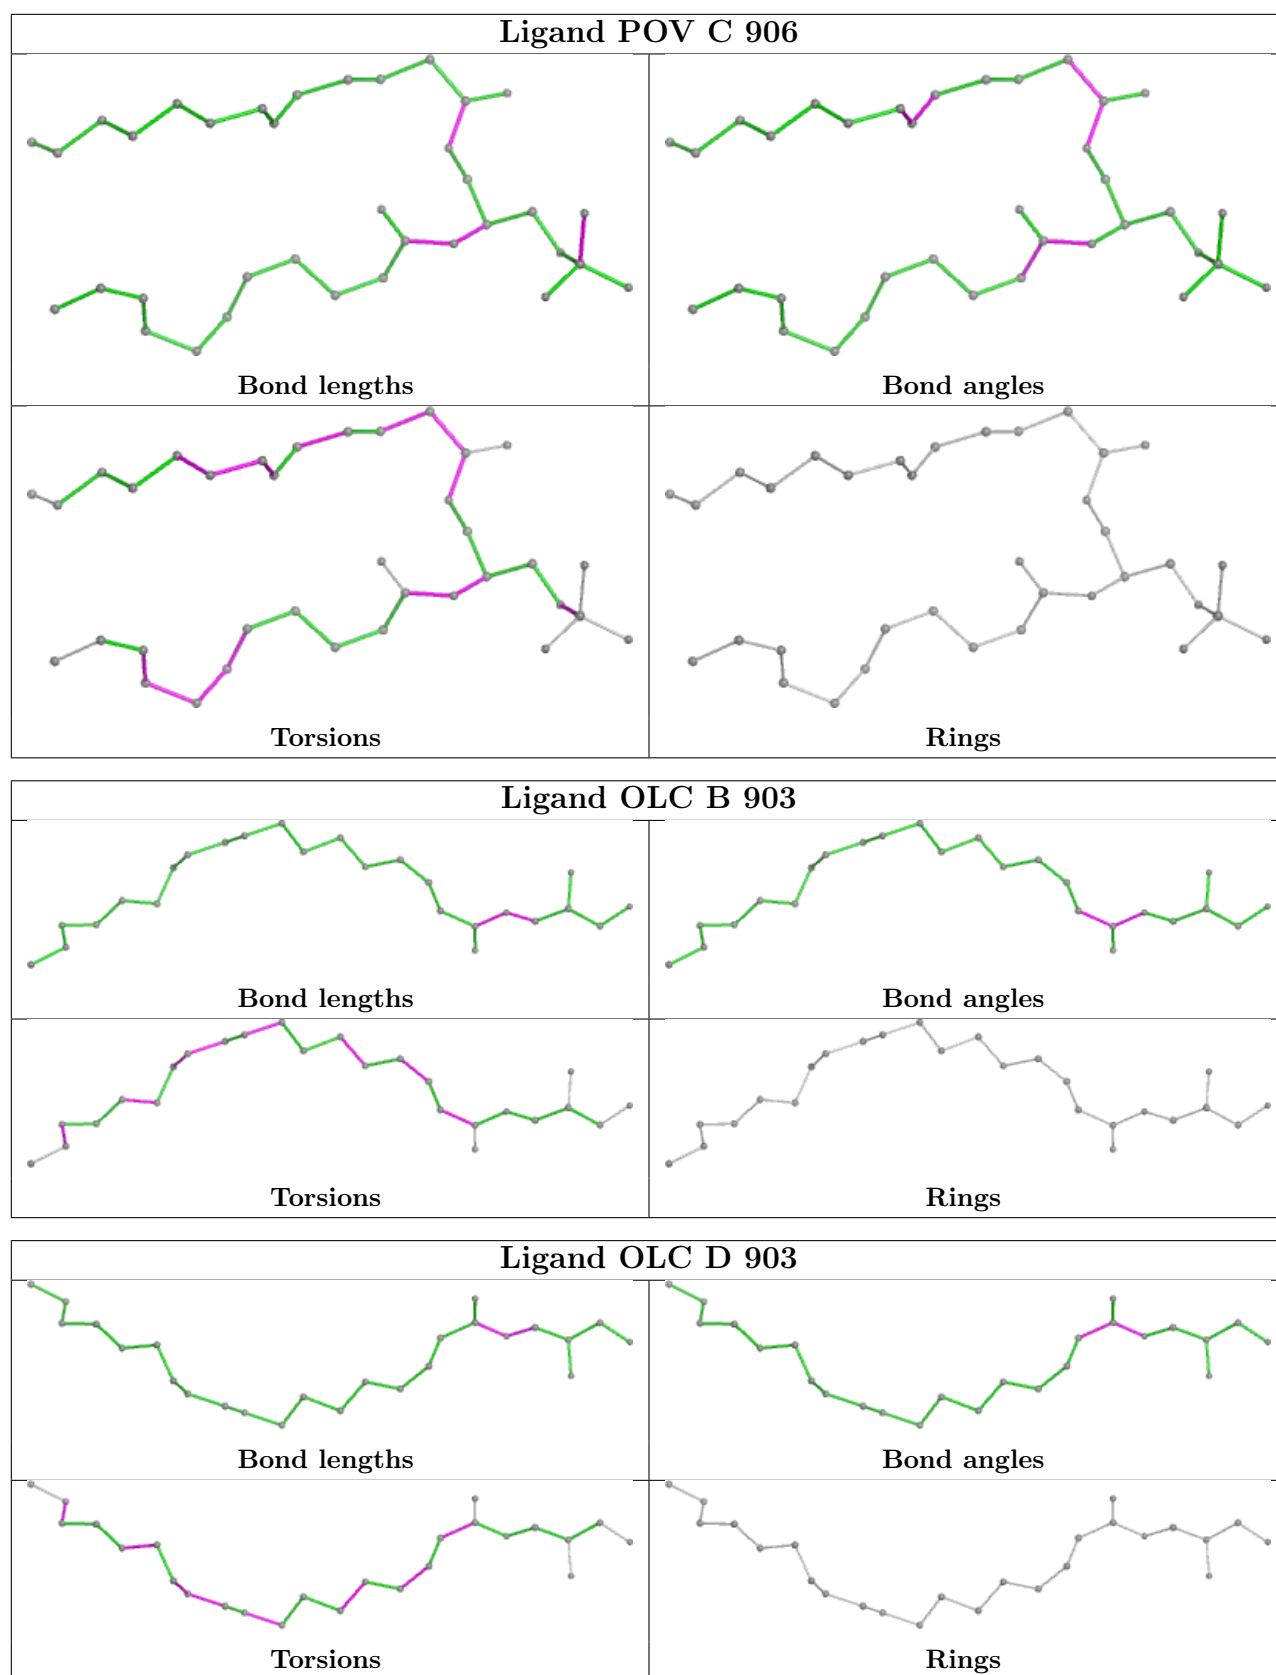 Ligand POV C 906
Bond lengths
Bond angles
Torsions
Rings
Ligand OLC B 903
Bond lengths
Bond angles
Torsions
Rings
Ligand OLC D 903
Bond lengths
Bond angles
Torsions
Rings